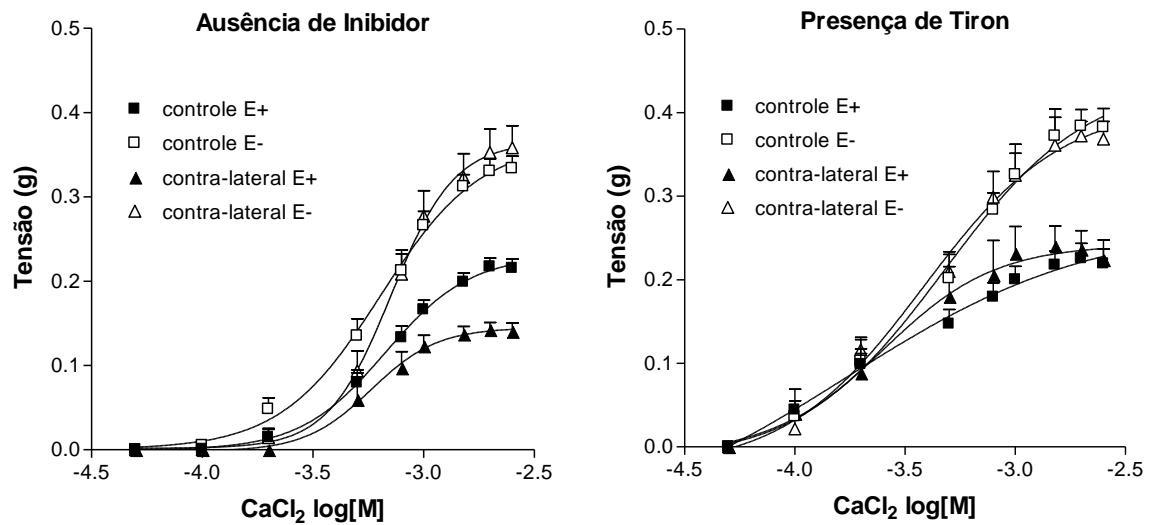 Ausência de Inibidor
0.5
0.4
0.3
0.2
0.1
0.0
Tensão (g)
controle E+
controle E-
contra-lateral E+
contra-lateral E-
-4.5
-4.0
-3.5
-3.0
-2.5
CaCl₂ log[M]
Presença de Tiron
0.5
0.4
0.3
0.2
0.1
0.0
Tensão (g)
controle E+
controle E-
contra-lateral E+
contra-lateral E-
-4.5
-4.0
-3.5
-3.0
-2.5
CaCl₂ log[M]